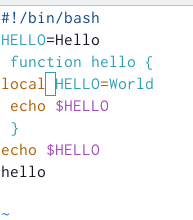 #!/bin/bash
HELLO=Hello
 function hello {
local HELLO=World
 echo $HELLO
 }
echo $HELLO
hello
~